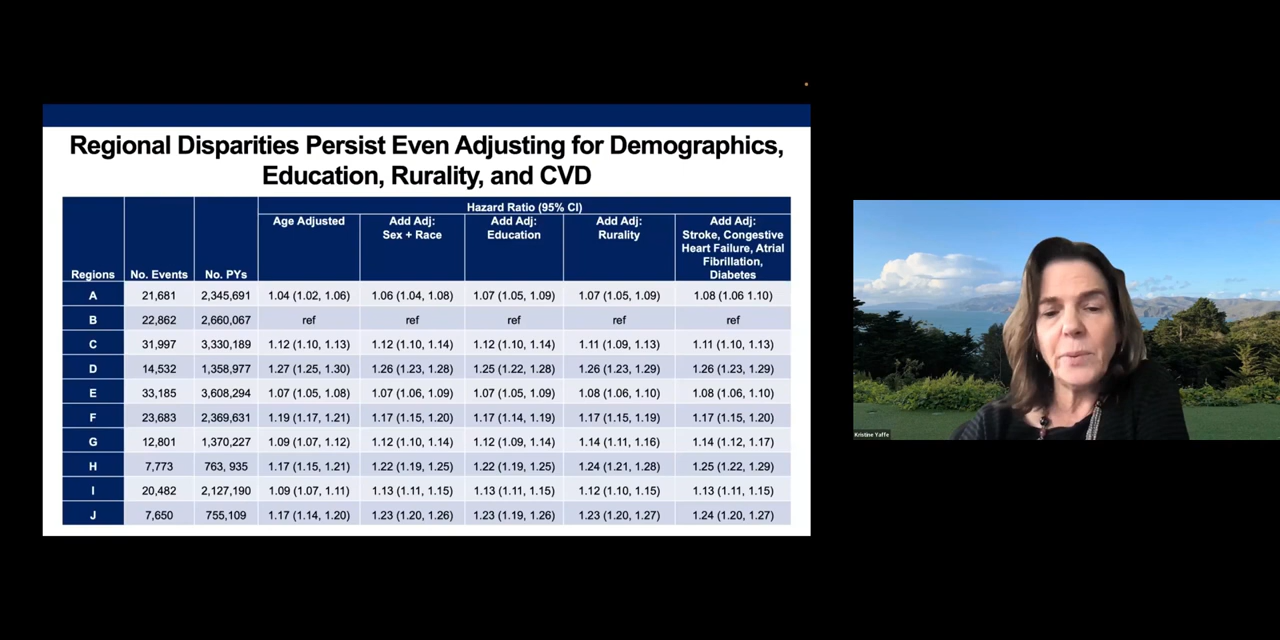 Regional Disparities Persist Even Adjusting for Demographics,
Education, Rurality, and CVD
Regions No. Events No. PYs Hazard Ratio (95% CI)
Age Adjusted
Add Adj:
Sex + Race
Add Adj:
Education
Add Adj:
Rurality
Add Adj:
Stroke, Congestive
Heart Failure, Atrial
Fibrillation,
Diabetes
A 21,681 2,345,691 1.04 (1.02, 1.06) 1.06 (1.04, 1.08) 1.07 (1.05, 1.09) 1.07 (1.05, 1.09) 1.08 (1.06 1.10)
B 22,862 2,660,067 ref ref ref ref ref
C 31,997 3,330,189 1.12 (1.10, 1.13) 1.12 (1.10, 1.14) 1.12 (1.10, 1.14) 1.11 (1.09, 1.13) 1.11 (1.10, 1.13)
D 14,532 1,358,977 1.27 (1.25, 1.30) 1.26 (1.23, 1.28) 1.25 (1.22, 1.28) 1.26 (1.23, 1.29) 1.26 (1.23, 1.29)
E 33,185 3,608,294 1.07 (1.05, 1.08) 1.07 (1.06, 1.09) 1.07 (1.05, 1.09) 1.08 (1.06, 1.10) 1.08 (1.06, 1.10)
F 23,683 2,369,631 1.19 (1.17, 1.21) 1.17 (1.15, 1.20) 1.17 (1.14, 1.19) 1.17 (1.15, 1.19) 1.17 (1.15, 1.20)
G 12,801 1,370,227 1.09 (1.07, 1.12) 1.12 (1.10, 1.14) 1.12 (1.09, 1.14) 1.14 (1.11, 1.16) 1.14 (1.12, 1.17)
H 7,773 763, 935 1.17 (1.15, 1.21) 1.22 (1.19, 1.25) 1.22 (1.19, 1.25) 1.24 (1.21, 1.28) 1.25 (1.22, 1.29)
I 20,482 2,127,190 1.09 (1.07, 1.11) 1.13 (1.11, 1.15) 1.13 (1.11, 1.15) 1.12 (1.10, 1.15) 1.13 (1.11, 1.15)
J 7,650 755,109 1.17 (1.14, 1.20) 1.23 (1.20, 1.26) 1.23 (1.19, 1.26) 1.23 (1.20, 1.27) 1.24 (1.20, 1.27)
Kristine Yaffe